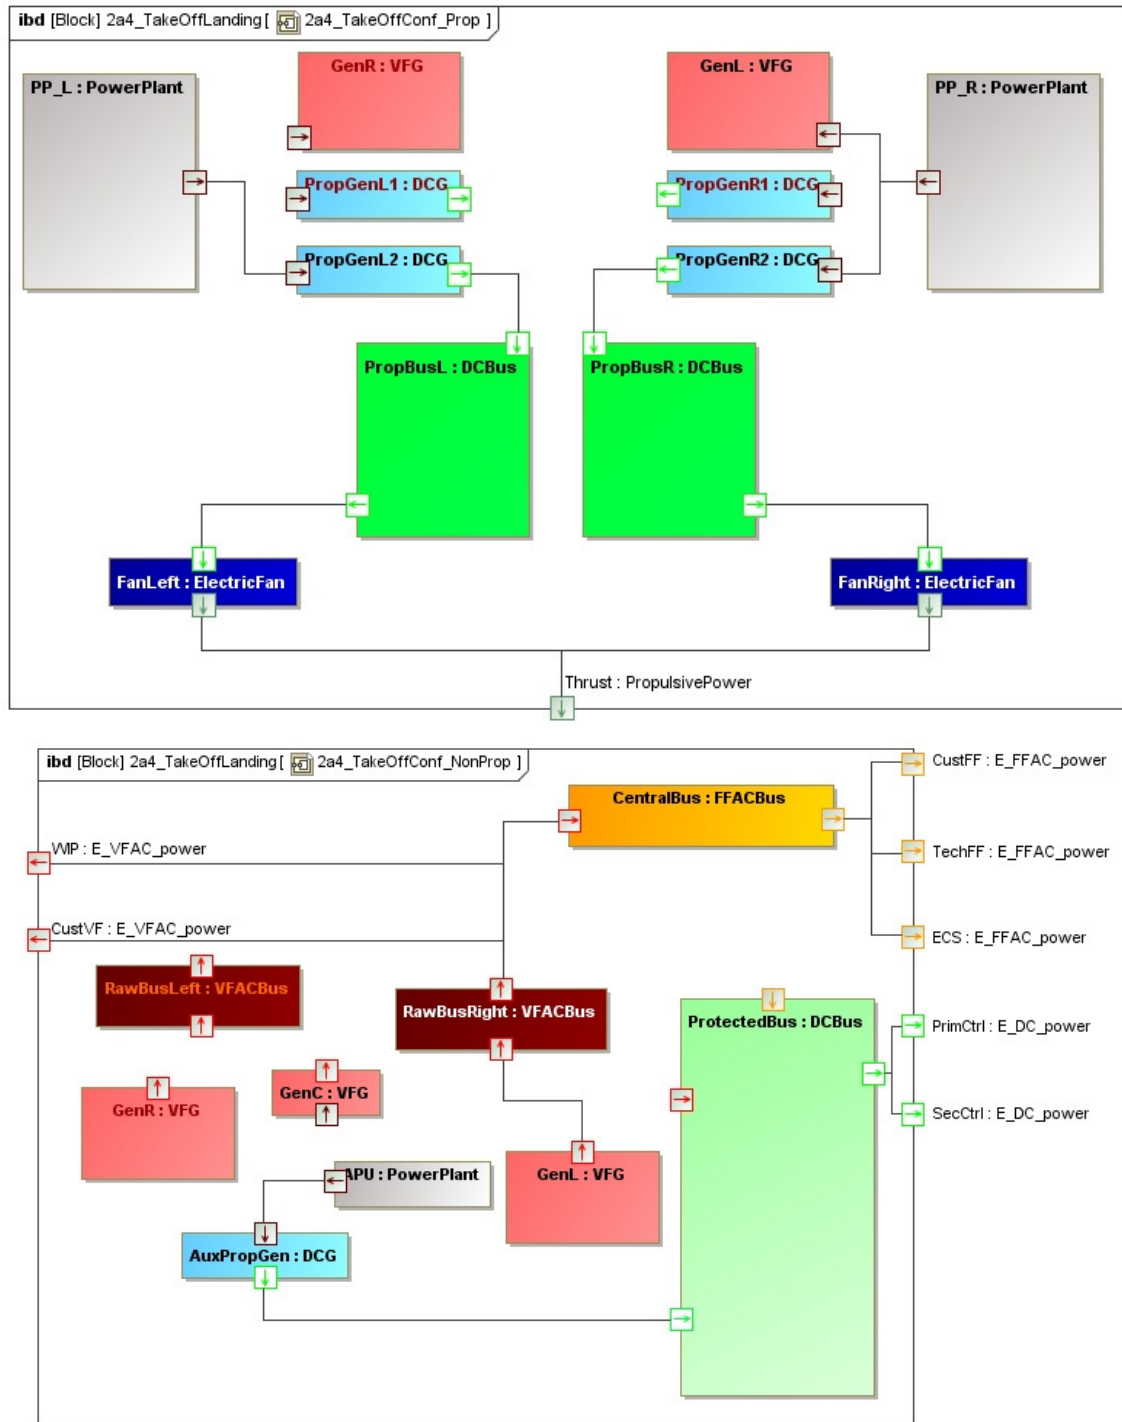 ibd [Block] 2a4_TakeOffLanding [ 2a4_TakeOffConf_Prop ]
PP_L : PowerPlant
GenR : VFG
GenL : VFG
PP_R : PowerPlant
PropGenL1 : DCG
PropGenR1 : DCG
PropGenL2 : DCG
PropGenR2 : DCG
PropBusL : DCBus
PropBusR : DCBus
FanLeft : ElectricFan
FanRight : ElectricFan
Thrust : PropulsivePower
ibd [Block] 2a4_TakeOffLanding [ 2a4_TakeOffConf_NonProp ]
CustFF : E_FFAC_power
CentralBus : FFACBus
WIP : E_VFAC_power
TechFF : E_FFAC_power
CustVF : E_VFAC_power
ECS : E_FFAC_power
RawBusLeft : VFACBus
RawBusRight : VFACBus
ProtectedBus : DCBus
PrimCtrl : E_DC_power
GenR : VFG
GenC : VFG
SecCtrl : E_DC_power
APU : PowerPlant
GenL : VFG
AuxPropGen : DCG